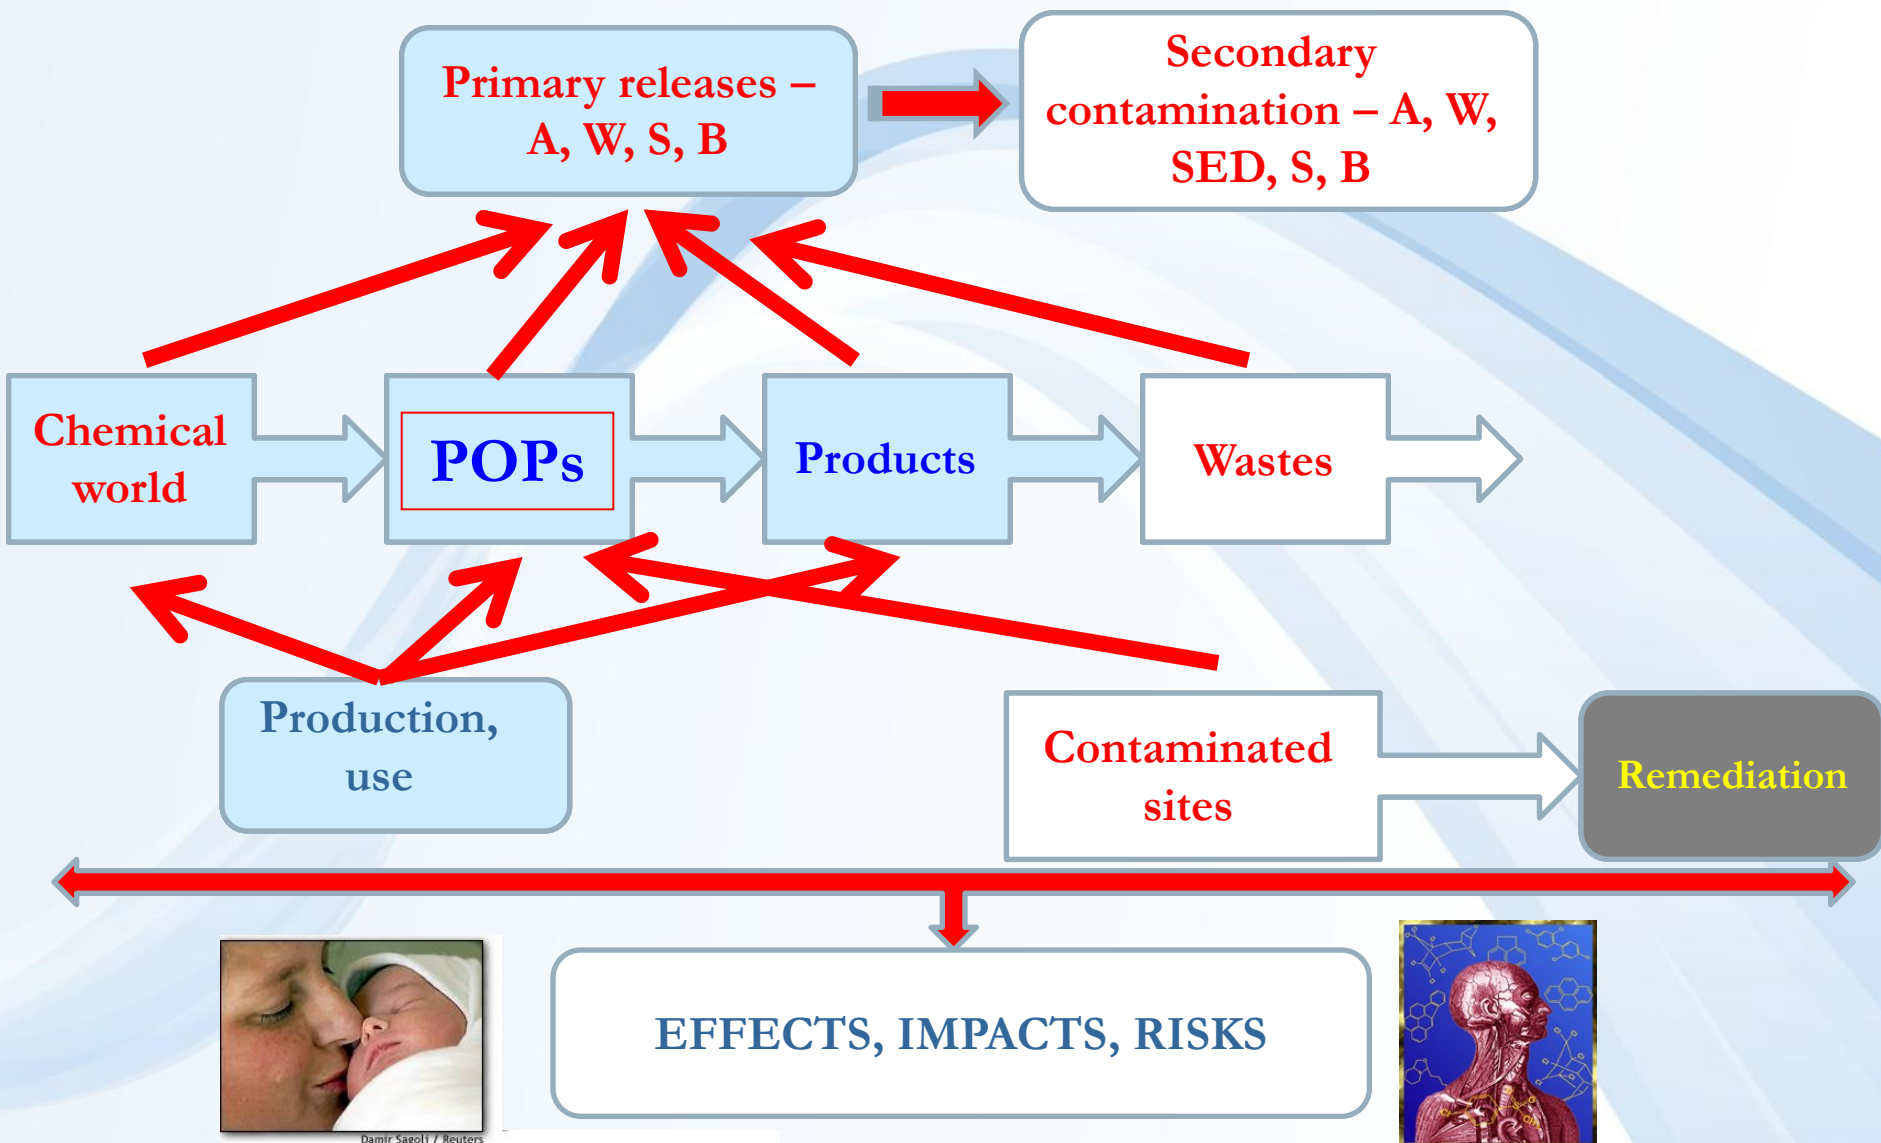 Primary releases –
A, W, S, B
Secondary
contamination – A, W,
SED, S, B
Chemical
world
POPs
Products
Wastes
Production,
use
Contaminated
sites
Remediation
EFFECTS, IMPACTS, RISKS
Damir Sagolj / Reuters